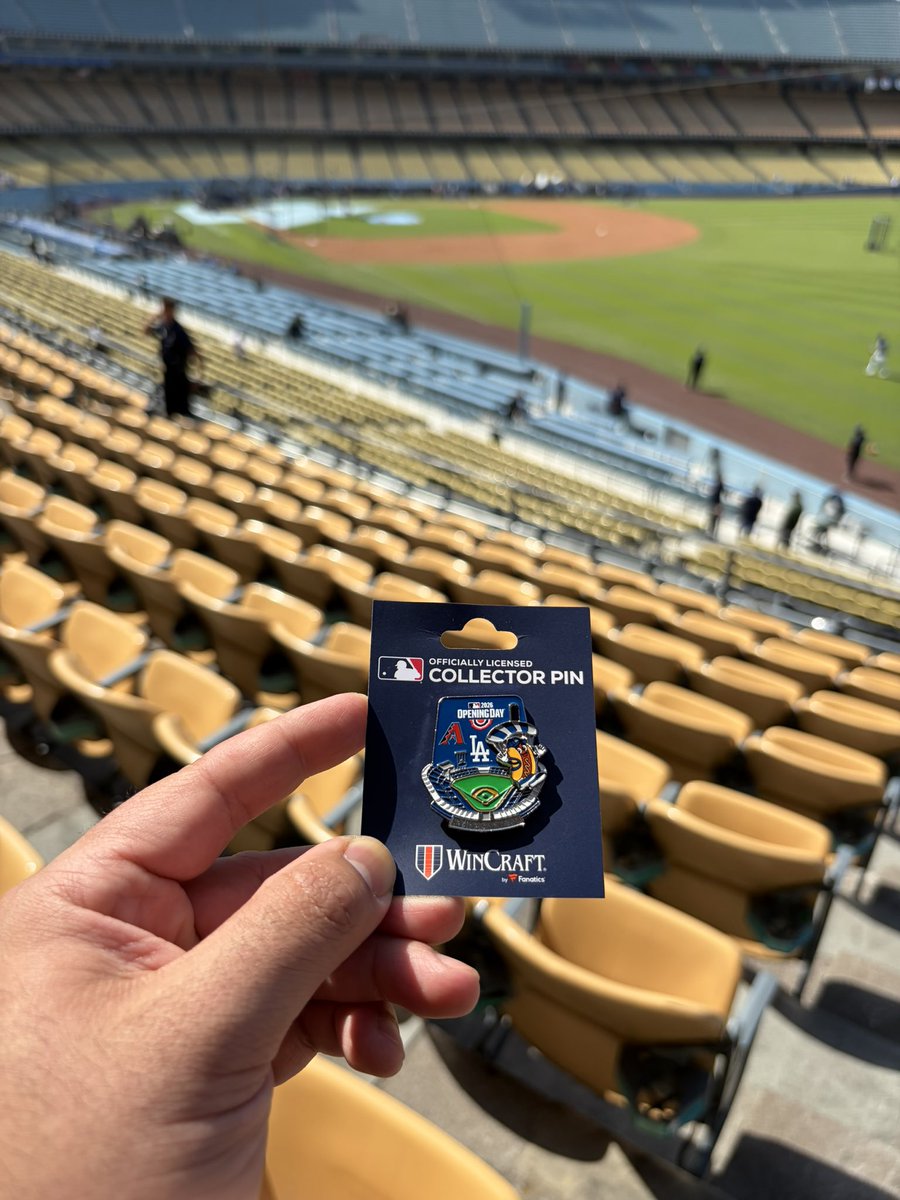 OFFICIALLY LICENSED
COLLECTOR PIN
2026
OPENING DAY
A
LA
WINCRAFT
by Fanatics